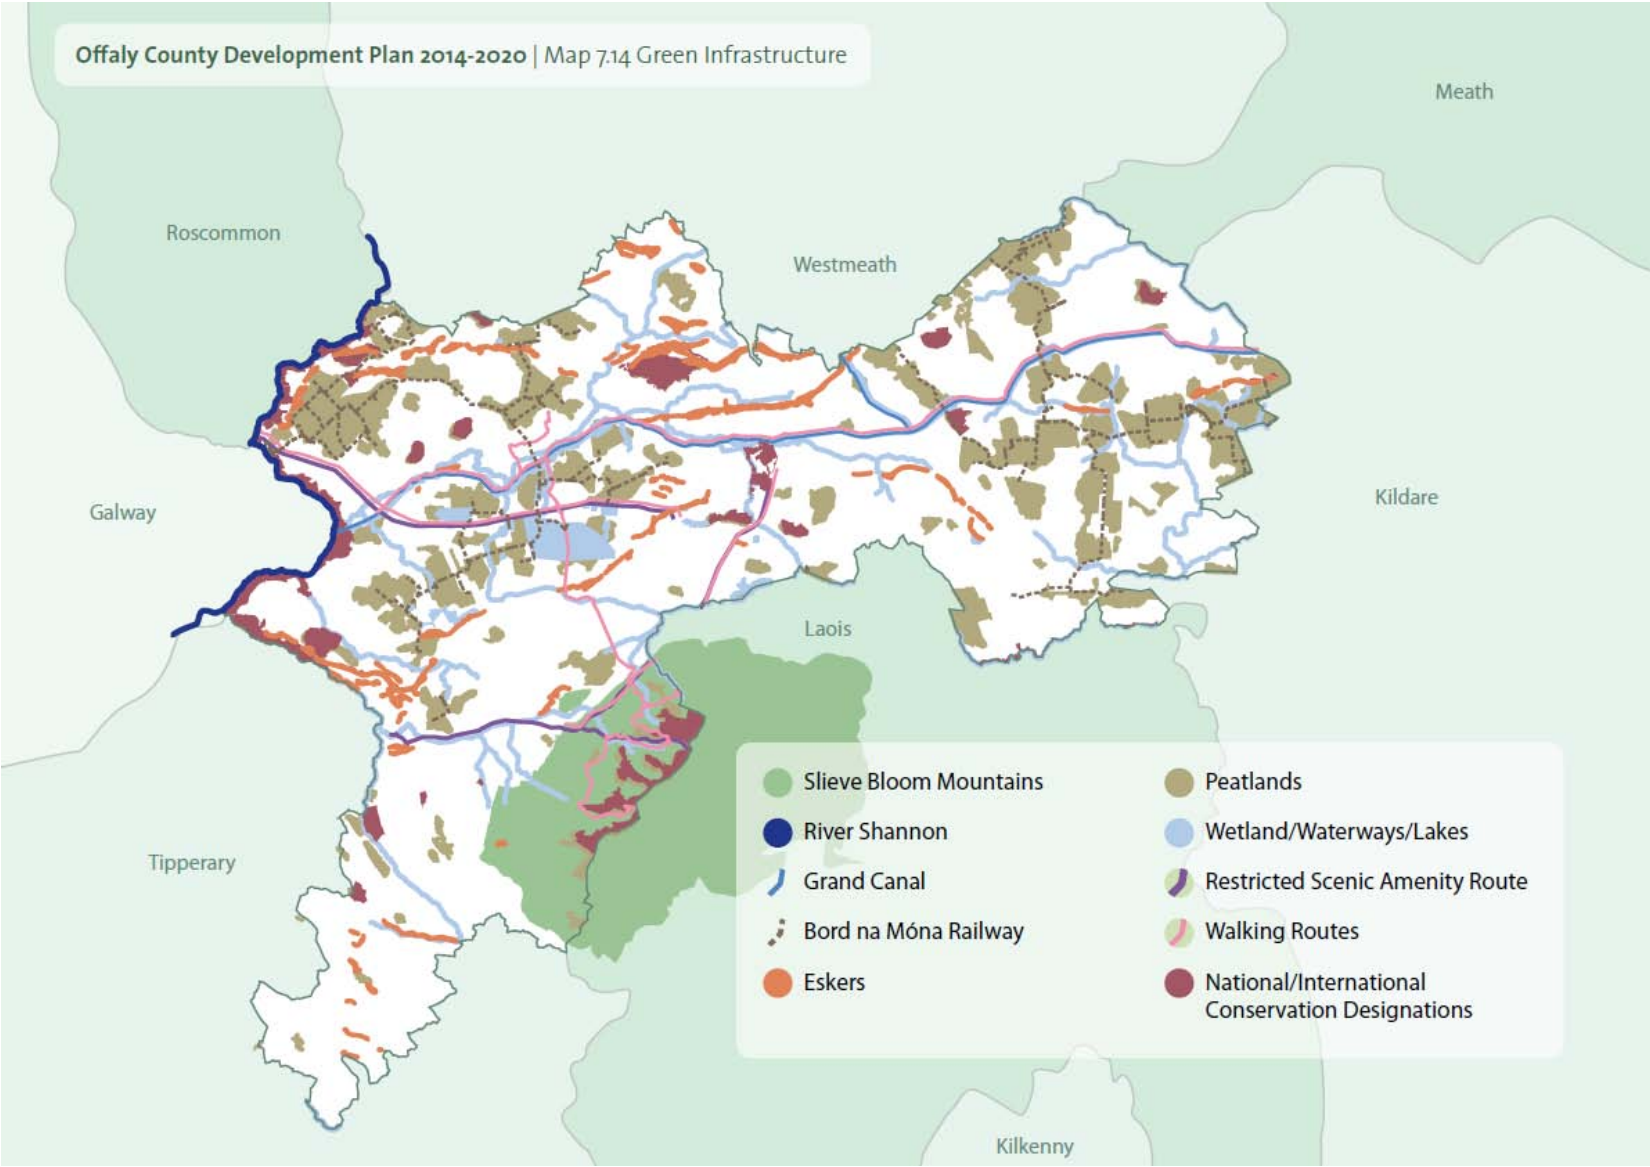 Offaly County Development Plan 2014-2020 | Map 7.14 Green Infrastructure
Meath
Roscommon
Westmeath
Galway
Kildare
Laois
Tipperary
Slieve Bloom Mountains
River Shannon
Grand Canal
Bord na Móna Railway
Eskers
Peatlands
Wetland/Waterways/Lakes
Restricted Scenic Amenity Route
Walking Routes
National/International
Conservation Designations
Kilkenny